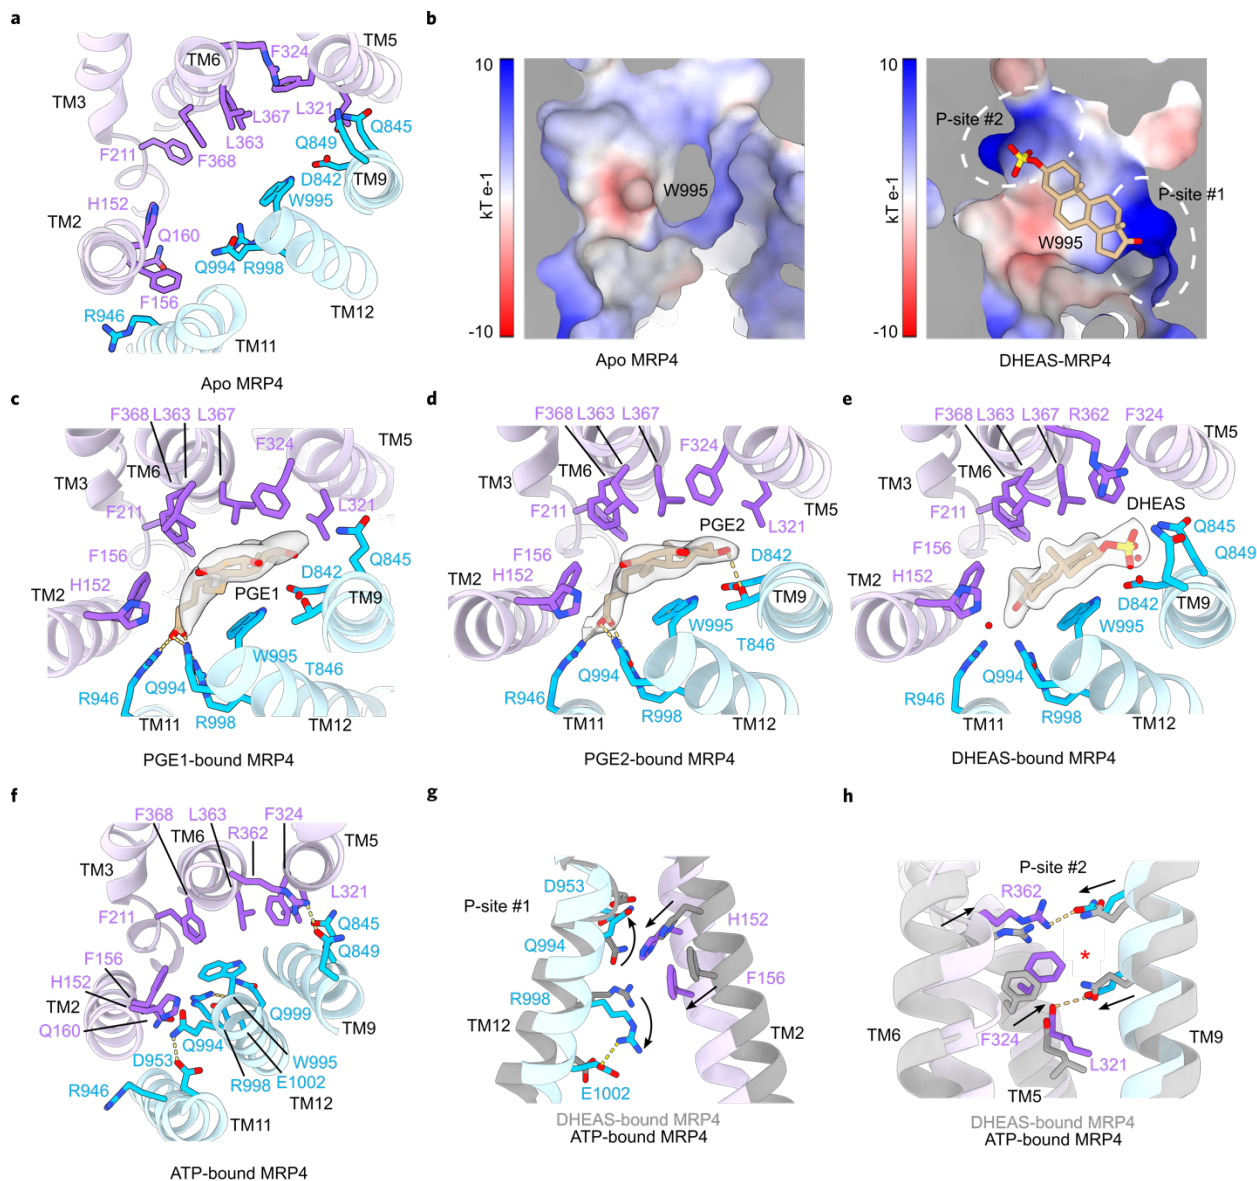 a
TM6
F324
TM5
TM3
L367
L321
Q845
L363
Q849
F211
F368
D842
TM9
W995
H152
TM2
Q160
Q994 R998
F156
R946
TM12
TM11
Apo MRP4
b
10
kT e-1
-10
W995
Apo MRP4
10
kT e-1
-10
P-site #2
P-site #1
W995
DHEAS-MRP4
c
F368 L363 L367
F324
TM5
TM6
TM3
L321
F211
Q845
F156
D842
H152
PGE1
TM2
TM9
W995
T846
Q994
R946
R998
TM11
TM12
PGE1-bound MRP4
d
F368 L363 L367
F324
TM6
TM3
TM5
F211
PGE2
L321
F156
D842
H152
TM2
TM9
W995
T846
Q994
R946
R998
TM11
TM12
PGE2-bound MRP4
e
F368 L363 L367 R362 F324
TM5
TM6
TM3
DHEAS
F211
Q845
F156
Q849
H152
D842
TM2
TM9
W995
Q994
R946
R998
TM11
TM12
DHEAS-bound MRP4
f
F368 L363 F324
TM6
R362
TM5
TM3
L321
F211
Q845
Q849
F156
H152
TM2
Q999
TM9
Q160
Q994
D953
W995
R946
R998
E1002
TM12
TM11
ATP-bound MRP4
g
D953
P-site #1
H152
Q994
F156
R998
TM12
TM2
E1002
DHEAS-bound MRP4
ATP-bound MRP4
h
P-site #2
R362
*
TM6
F324
TM9
L321
TM5
DHEAS-bound MRP4
ATP-bound MRP4